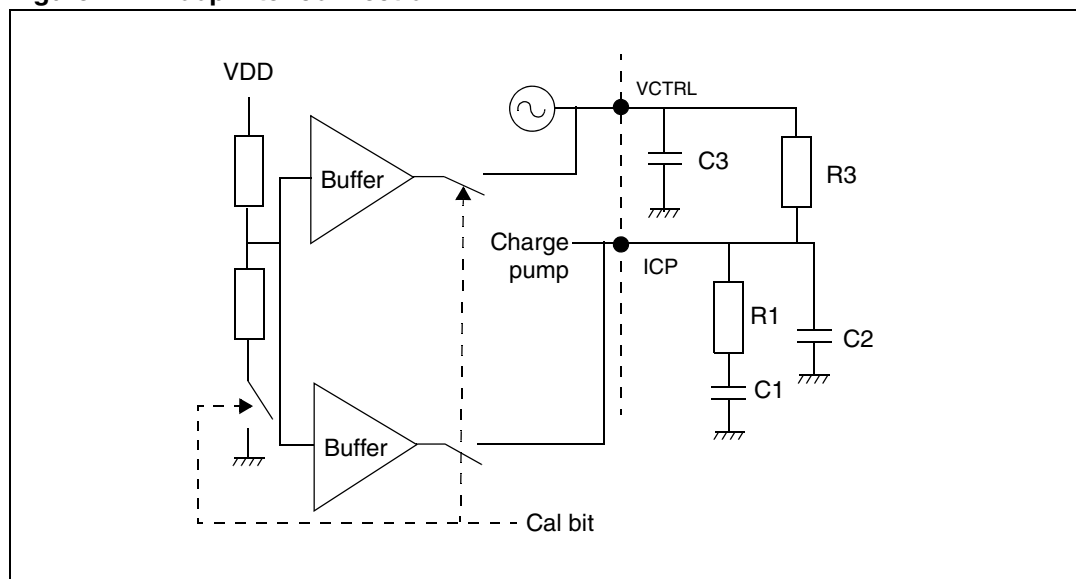 VDD
Buffer
VCTRL
C3
R3
Charge
pump
ICP
R1
C2
C1
Buffer
Cal bit